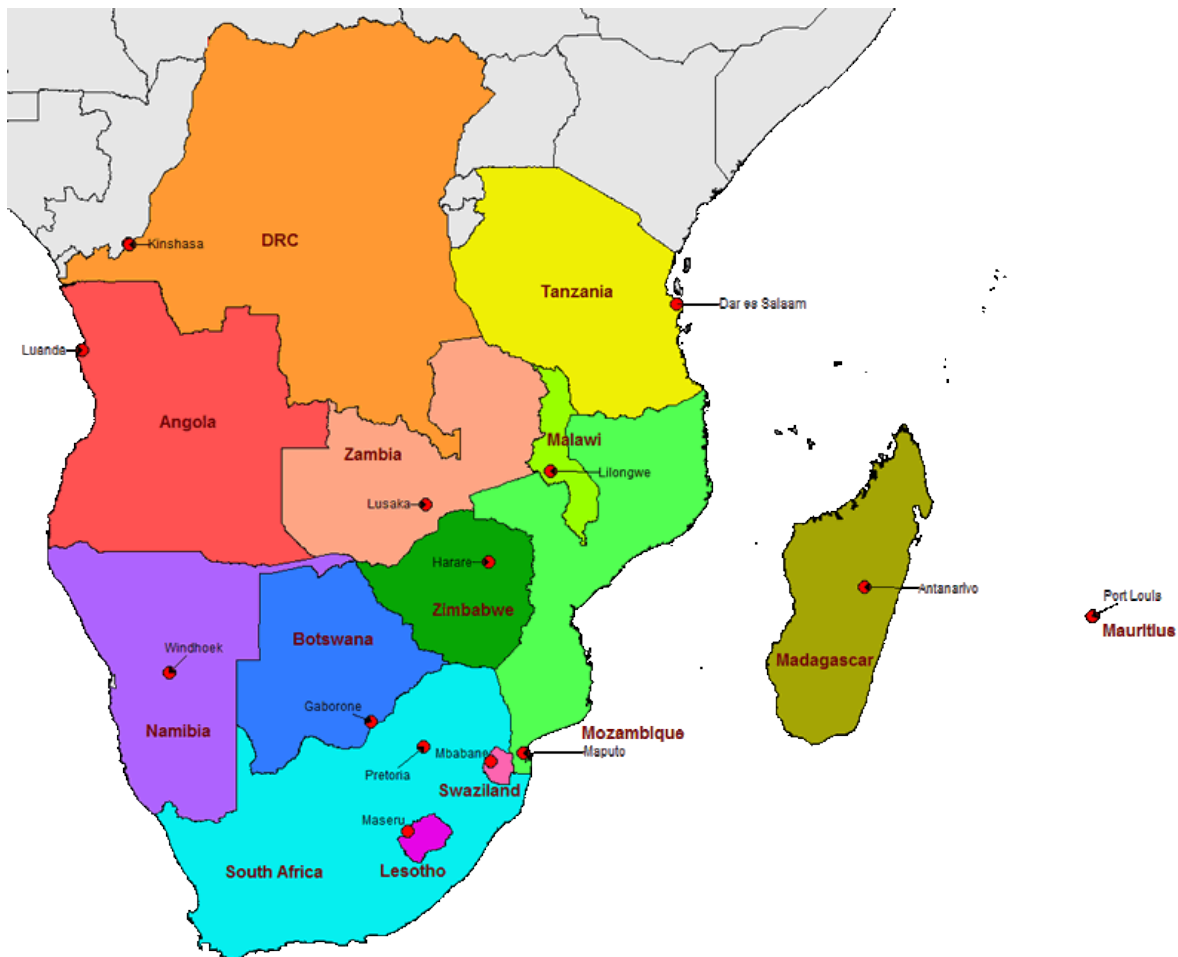 Kinshasa
DRC
Tanzania
Dar es Salaam
Luanda
Angola
Malawi
Zambia
Lilongwe
Lusaka
Harare
Antanarivo
Port Louis
Zimbabwe
Mauritius
Botswana
Windhoek
Madagascar
Gaborone
Namibia
Mozambique
Mbabane
Maputo
Pretoria
Swaziland
Maseru
South Africa
Lesotho